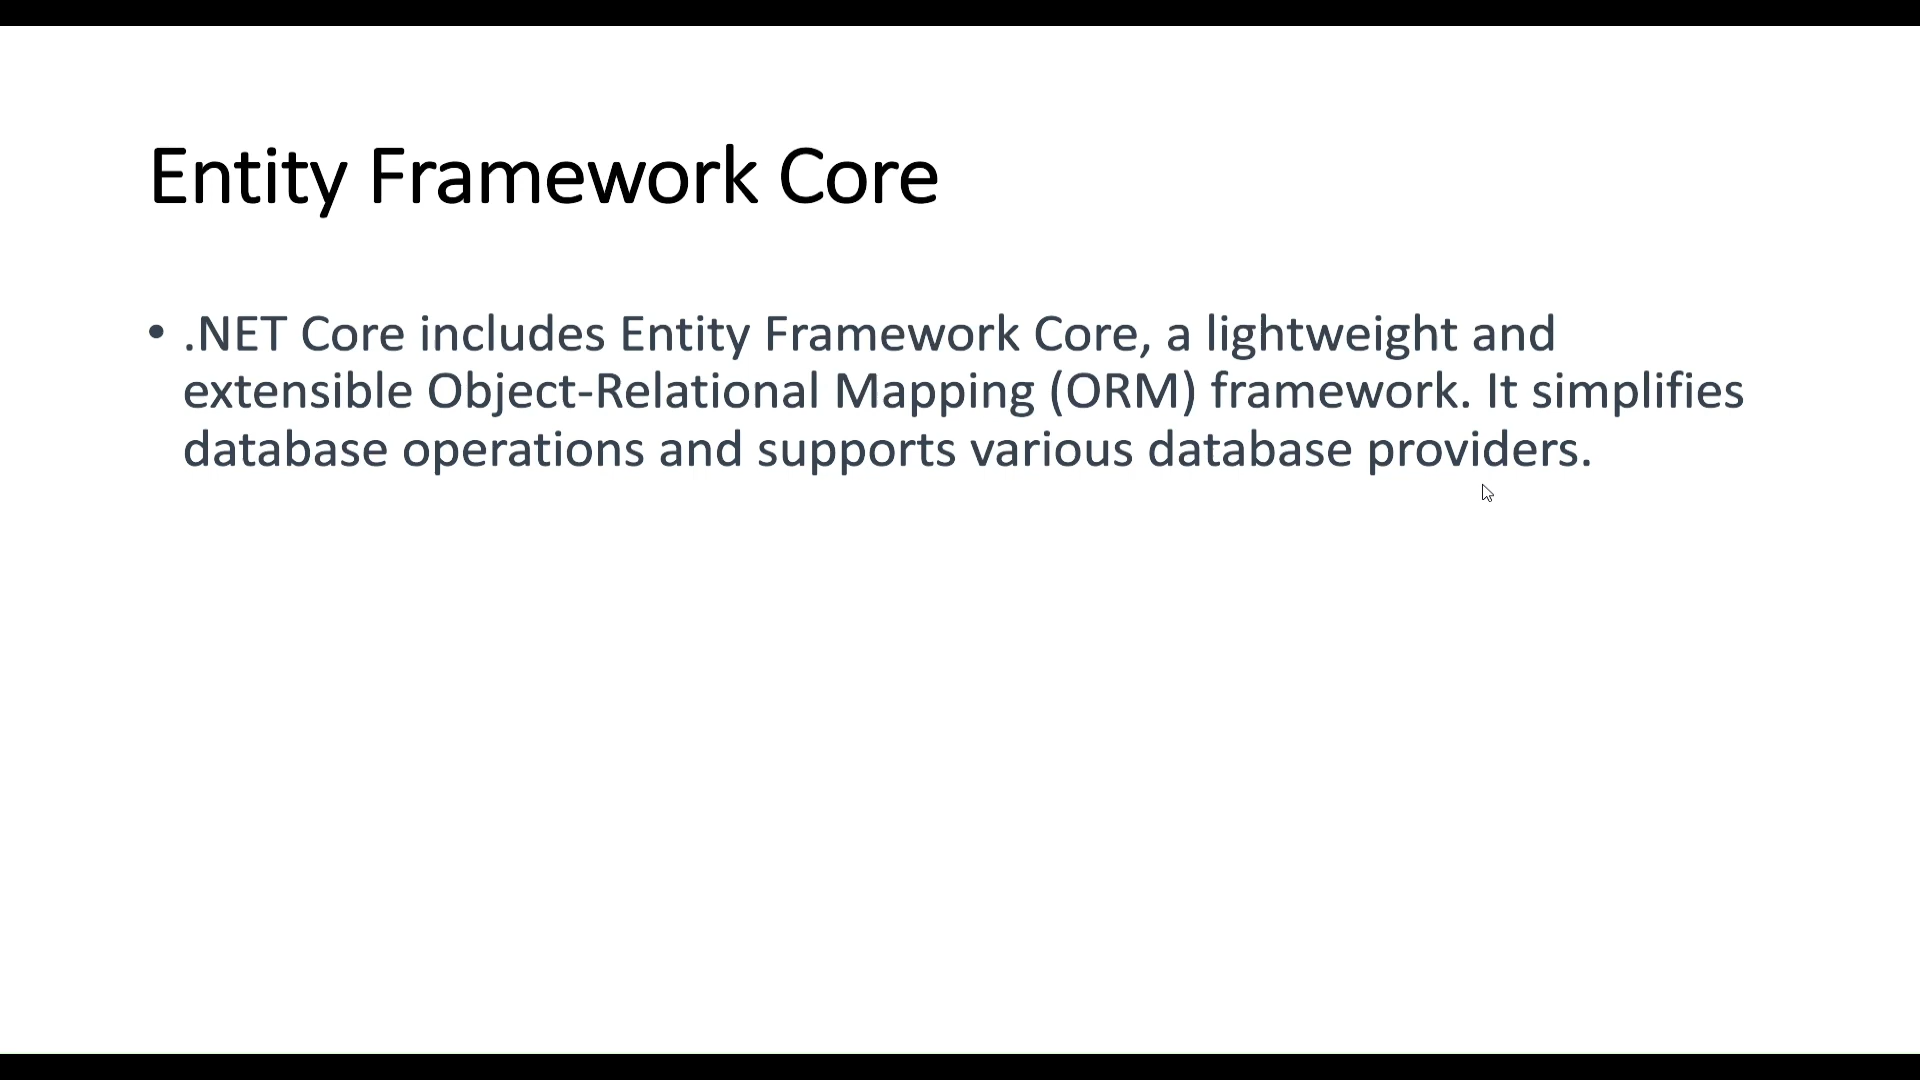 Entity Framework Core
• .NET Core includes Entity Framework Core, a lightweight and
extensible Object-Relational Mapping (ORM) framework. It simplifies
database operations and supports various database providers.